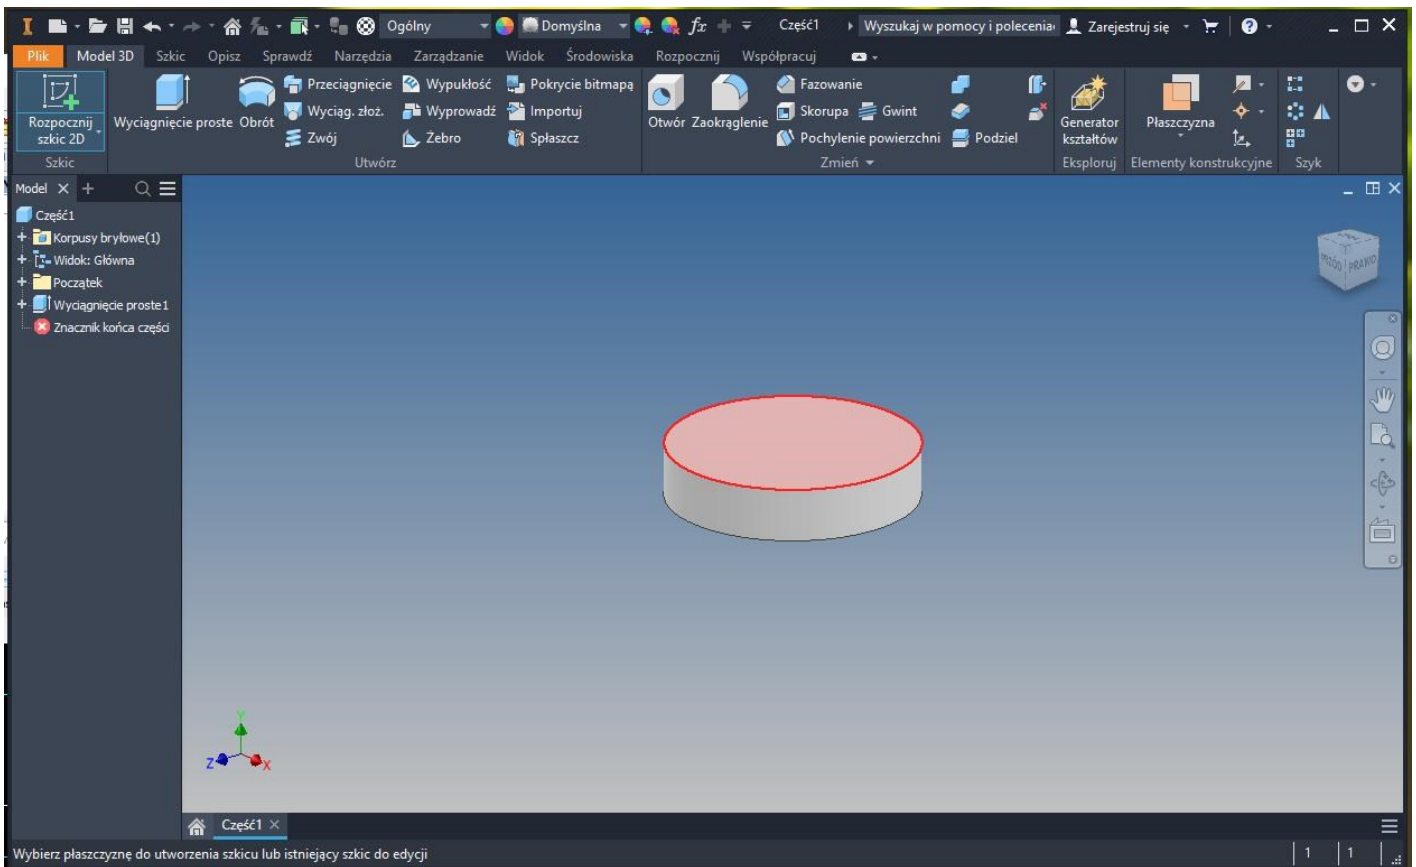 Ogólny Domyślna fx Część1 Wyszukaj w pomocy i polecenia Zarejestruj się
Plik Model 3D Szkic Opisz Sprawdź Narzędzia Zarządzanie Widok Środowiska Rozpocznij Współpracuj
Rozpocznij szkic 2D
Wyciągnięcie proste Obrót
Przeciągnięcie Wypukłość Pokrycie bitmapą
Wyciąg. złoż. Wyprowadź Importuj
Zwój Żebro Spłaszcz
Otwór Zaokrąglenie
Fazowanie
Skorupa Gwint
Pochylenie powierzchni Podziel
Generator kształtów
Płaszczyzna
Szkic Utwórz Zmień Eksploruj Elementy konstrukcyjne Szyk
Model
Część1
Korpusy bryłowe(1)
Widok: Główna
Początek
Wyciągnięcie proste1
Znacznik końca części
PRAWO
Y
Z
X
Część1
Wybierz płaszczyznę do utworzenia szkicu lub istniejący szkic do edycji
1 1